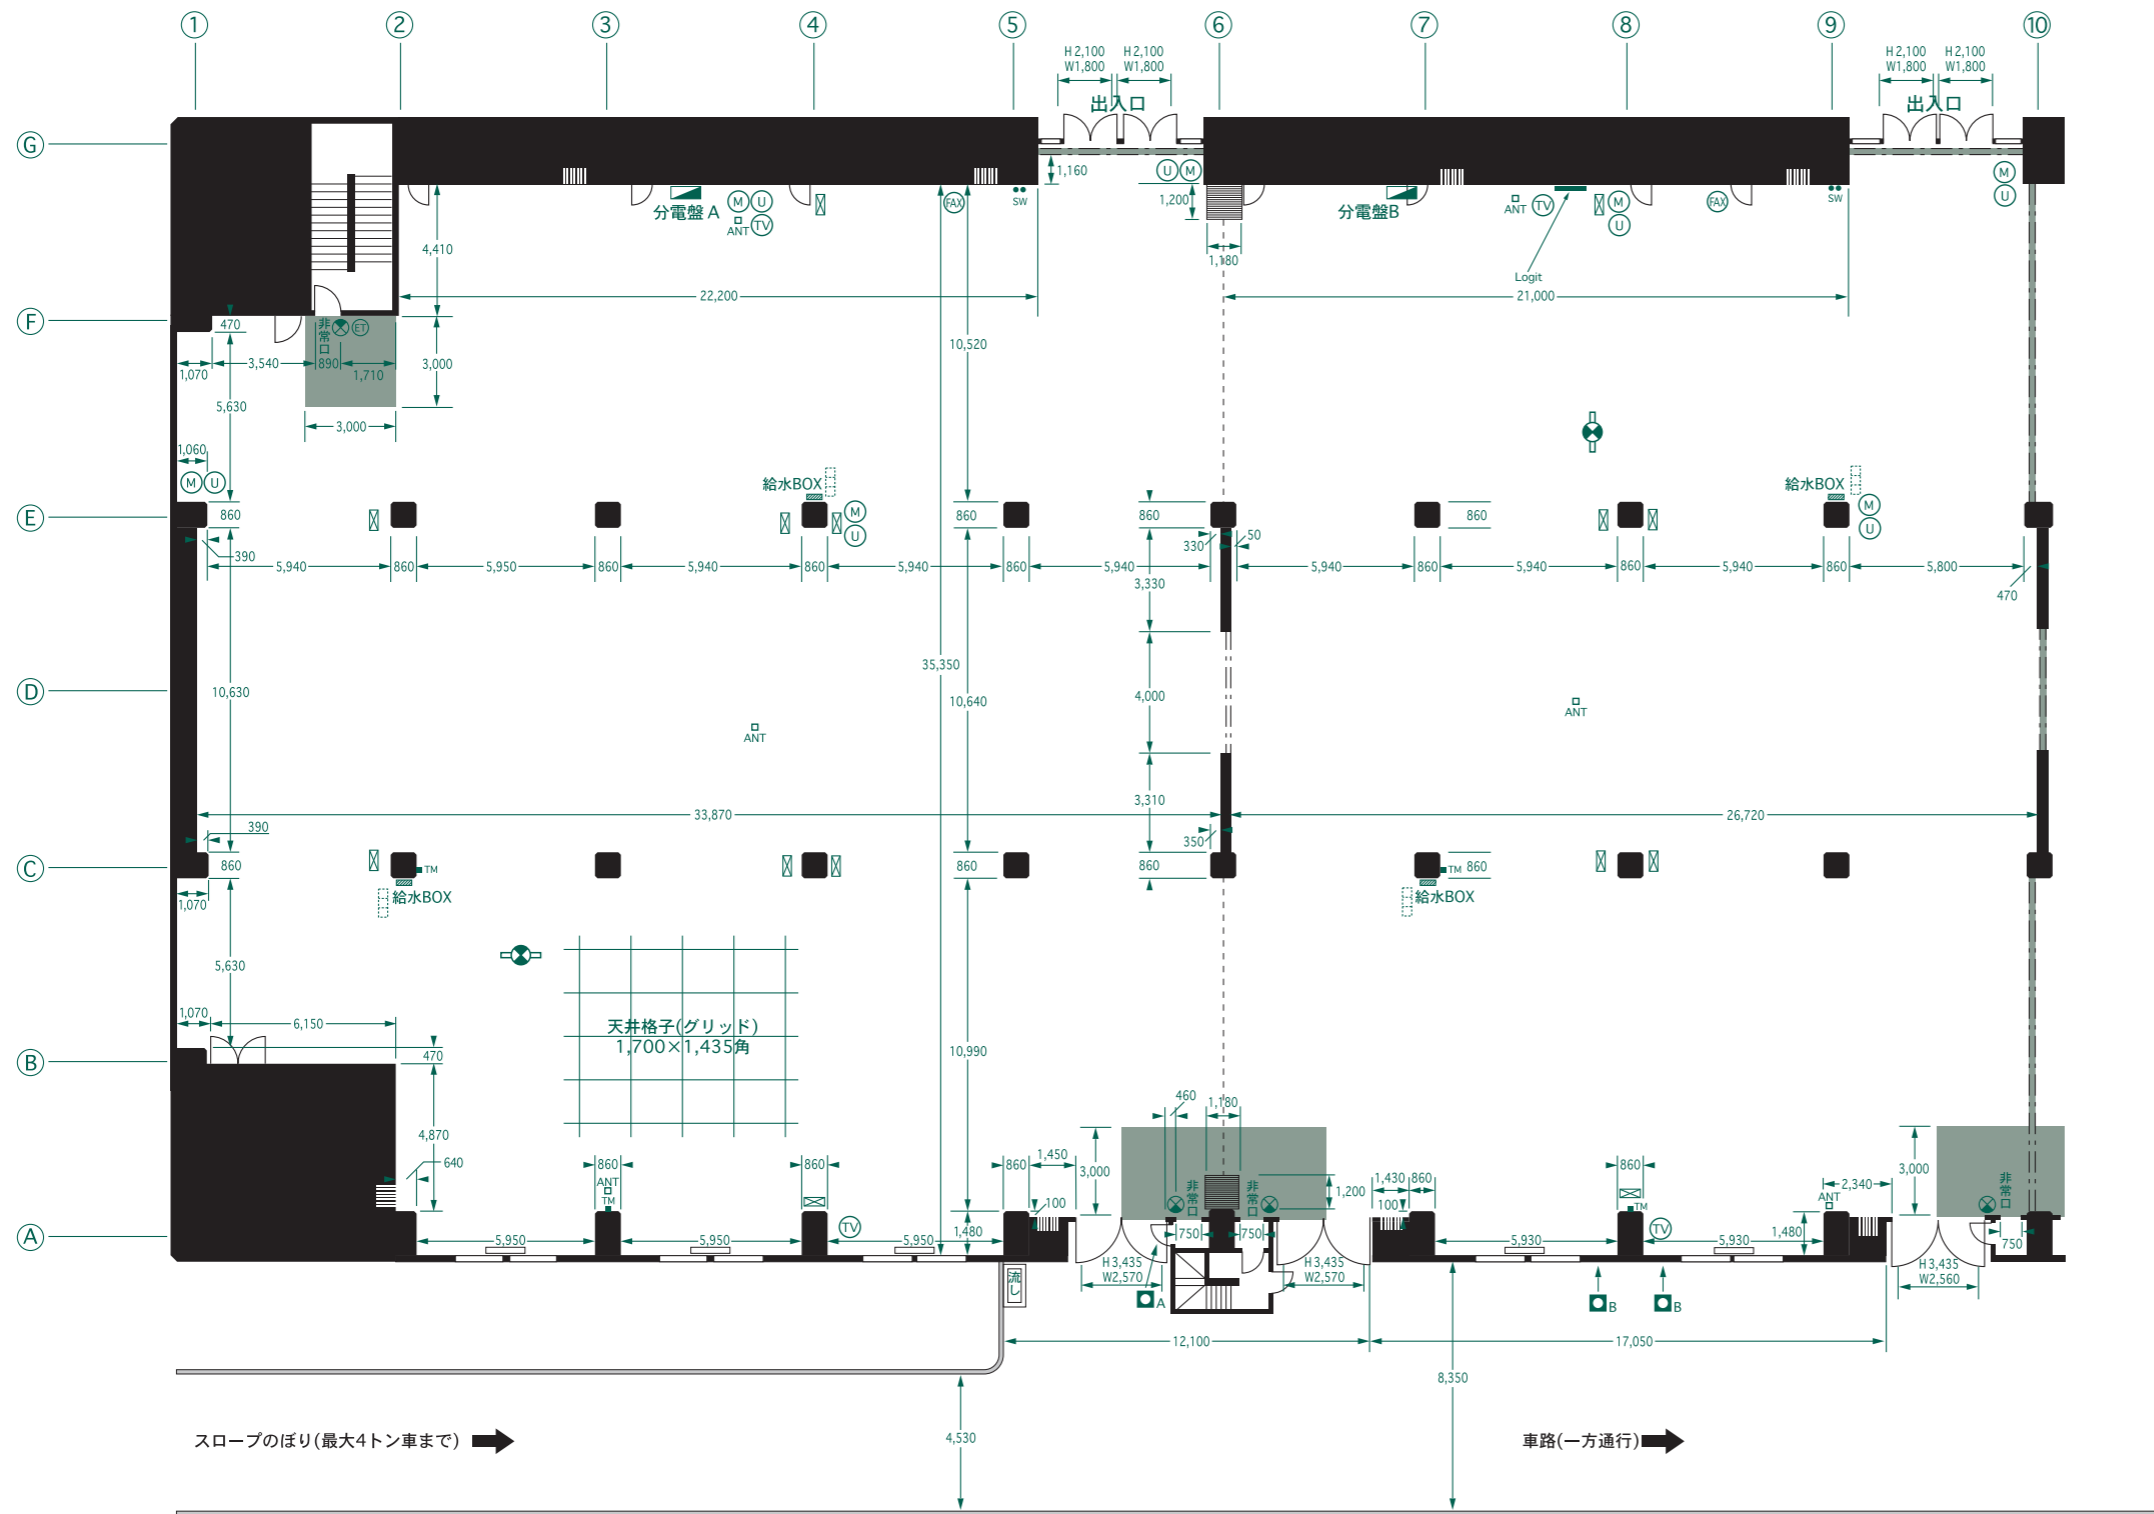 ① ② ③ ④ ⑤ ⑥ ⑦ ⑧ ⑨ ⑩
H2,100 H2,100 H2,100 H2,100
W1,800 W1,800 W1,800 W1,800
出入口 出入口
Ⓖ
1,160 U M M
U
1,200
分電盤A M U
ANT TV
FAX SW
分電盤B
ANT TV M
U
FAX SW
4,410
1,180
Logit
22,200 21,000
Ⓕ
470 非常口 ET
10,520
1,070 3,540 890 1,710 3,000
5,630
3,000
1,060
M U
給水BOX 給水BOX
M M
U U
Ⓔ
860 860 860 860
390 330 50
5,940 860 5,950 860 5,940 860 5,940 860 5,940 5,940 860 5,940 860 5,940 860 5,800
3,330 470
35,350
Ⓓ
10,630 4,000 10,640
ANT ANT
3,310
33,870 26,720
390 350
Ⓒ
860 TM 860 860 TM 860
給水BOX 給水BOX
1,070
5,630
1,070 6,150
天井格子(グリッド)
1,700×1,435角
470 10,990
Ⓑ
460 1,180
4,870
640 860 860 860 1,450 3,000 1,430 860 860 3,000
ANT
TM
非常口 非常口 1,200
2,340
ANT
非常口
100 100 TM
Ⓐ
5,950 5,950 TV 5,950 1,480 750 750 5,930 TV 5,930 1,480 750
H3,435 H3,435 H3,435
W2,570 W2,570 W2,560
流し
A B B
12,100 17,050
8,350
スロープのぼり(最大4トン車まで)
4,530
車路(一方通行)